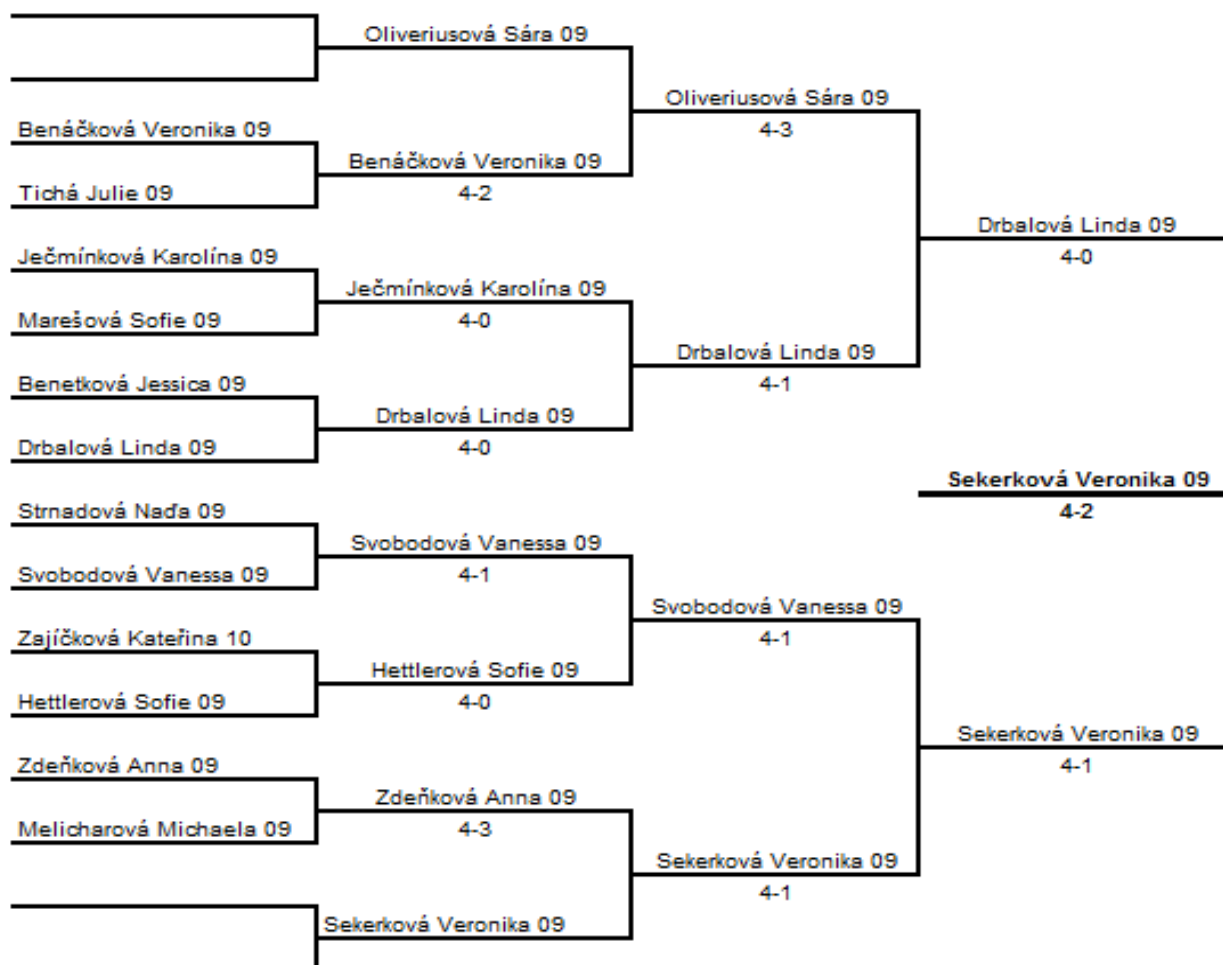 Oliveriusová Sára 09
Oliveriusová Sára 09
4-3
Benáčková Veronika 09
Benáčková Veronika 09
4-2
Tichá Julie 09
Drbalová Linda 09
4-0
Ječmínková Karolína 09
Ječmínková Karolína 09
4-0
Marešová Sofie 09
Drbalová Linda 09
4-1
Benetková Jessica 09
Drbalová Linda 09
4-0
Drbalová Linda 09
Sekerková Veronika 09
4-2
Strnadová Naďa 09
Svobodová Vanessa 09
4-1
Svobodová Vanessa 09
Svobodová Vanessa 09
4-1
Zajíčková Kateřina 10
Hettlerová Sofie 09
4-0
Hettlerová Sofie 09
Sekerková Veronika 09
4-1
Zdeňková Anna 09
Zdeňková Anna 09
4-3
Melicharová Michaela 09
Sekerková Veronika 09
4-1
Sekerková Veronika 09